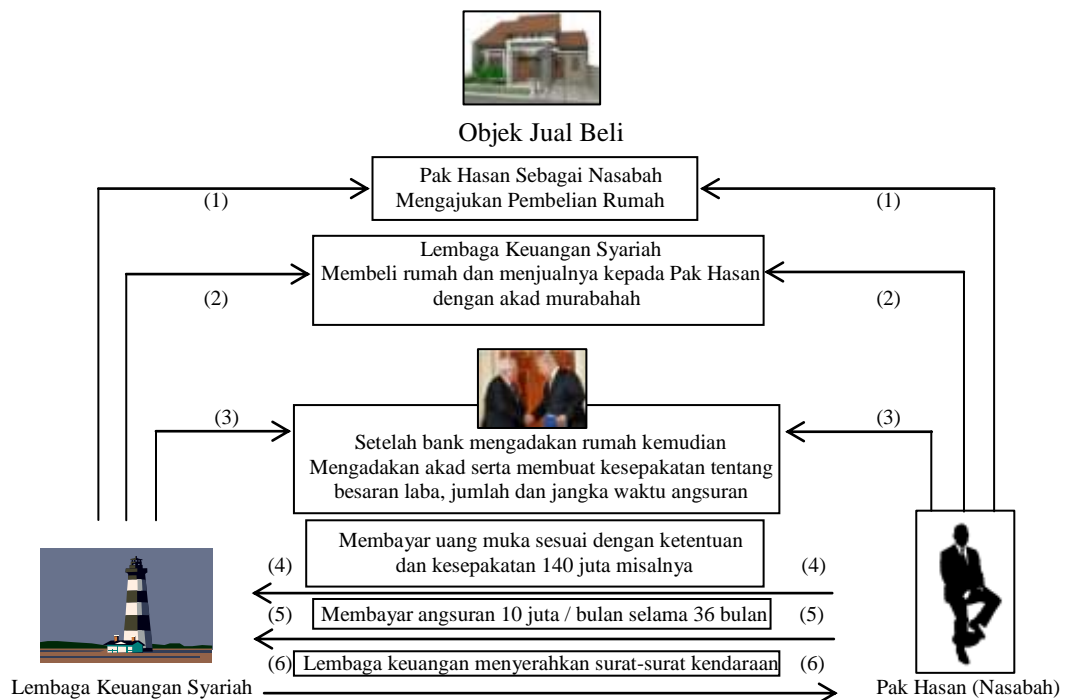 Objek Jual Beli
Pak Hasan Sebagai Nasabah
Mengajukan Pembelian Rumah
(1)
(1)
Lembaga Keuangan Syariah
Membeli rumah dan menjualnya kepada Pak Hasan
dengan akad murabahah
(2)
(2)
(3)
(3)
Setelah bank mengadakan rumah kemudian
Mengadakan akad serta membuat kesepakatan tentang
besaran laba, jumlah dan jangka waktu angsuran
Membayar uang muka sesuai dengan ketentuan
dan kesepakatan 140 juta misalnya
(4)
(4)
(5) Membayar angsuran 10 juta / bulan selama 36 bulan (5)
(6) Lembaga keuangan menyerahkan surat-surat kendaraan (6)
Lembaga Keuangan Syariah
Pak Hasan (Nasabah)